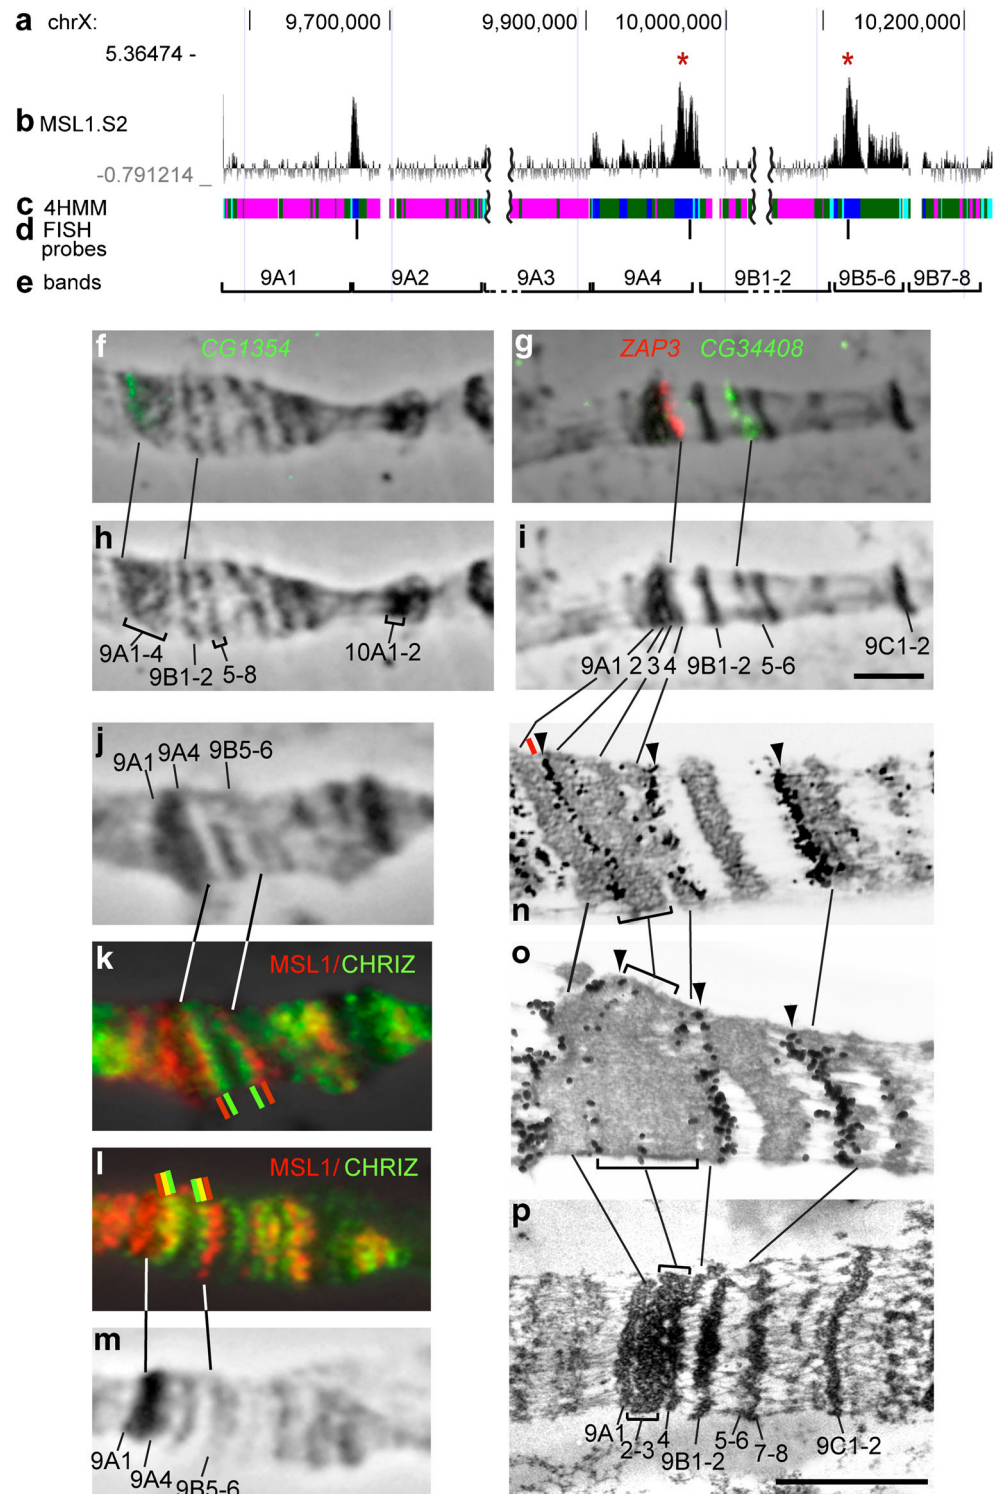 a chrX: 9,700,000 9,900,000 10,000,000 10,200,000
5.36474 -
* *
b MSL1.S2
-0.791214 _
c 4HMM
d FISH probes
e bands 9A1 9A2 9A3 9A4 9B1-2 9B5-6 9B7-8
f CG1354
g ZAP3 CG34408
h
9A1-4 9B1-2 5-8 10A1-2
i
9A1 2 3 4 9B1-2 5-6 9C1-2
j
9A1 9A4 9B5-6
k MSL1/CHRIZ
l MSL1/CHRIZ
m
9A1 9A4 9B5-6
n
o
p
9A1 2-3 4 9B1-2 5-6 7-8 9C1-2